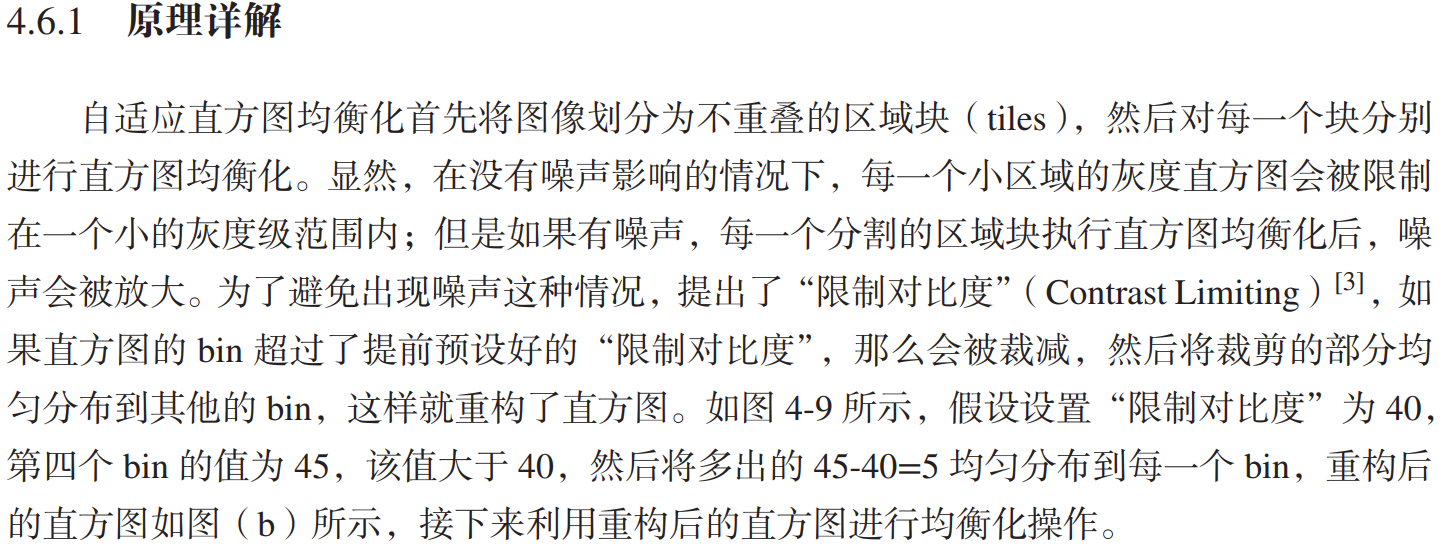 4.6.1 原理详解
自适应直方图均衡化首先将图像划分为不重叠的区域块（tiles），然后对每一个块分别
进行直方图均衡化。显然，在没有噪声影响的情况下，每一个小区域的灰度直方图会被限制
在一个小的灰度级范围内；但是如果有噪声，每一个分割的区域块执行直方图均衡化后，噪
声会被放大。为了避免出现噪声这种情况，提出了“限制对比度”（Contrast Limiting）[3]，如
果直方图的 bin 超过了提前预设好的“限制对比度”，那么会被裁减，然后将裁剪的部分均
匀分布到其他的 bin，这样就重构了直方图。如图 4-9 所示，假设设置“限制对比度”为 40，
第四个 bin 的值为 45，该值大于 40，然后将多出的 45-40=5 均匀分布到每一个 bin，重构后
的直方图如图（b）所示，接下来利用重构后的直方图进行均衡化操作。